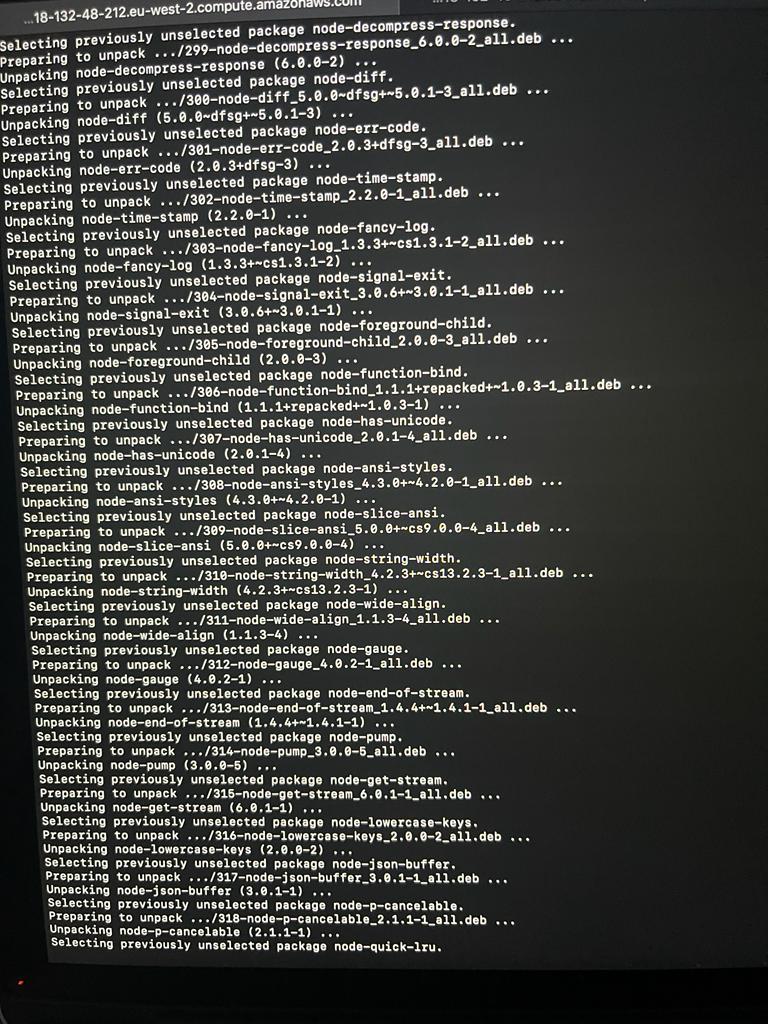 ...18-132-48-212.eu-west-2.compute.amazonaws.com
Selecting previously unselected package node-decompress-response.
Preparing to unpack .../299-node-decompress-response_6.0.0-2_all.deb ...
Unpacking node-decompress-response (6.0.0-2) ...
Selecting previously unselected package node-diff.
Preparing to unpack .../300-node-diff_5.0.0~dfsg+~5.0.1-3_all.deb ...
Unpacking node-diff (5.0.0~dfsg+~5.0.1-3) ...
Selecting previously unselected package node-err-code.
Preparing to unpack .../301-node-err-code_2.0.3+dfsg-3_all.deb ...
Unpacking node-err-code (2.0.3+dfsg-3) ...
Selecting previously unselected package node-time-stamp.
Preparing to unpack .../302-node-time-stamp_2.2.0-1_all.deb ...
Unpacking node-time-stamp (2.2.0-1) ...
Selecting previously unselected package node-fancy-log.
Preparing to unpack .../303-node-fancy-log_1.3.3+~cs1.3.1-2_all.deb ...
Unpacking node-fancy-log (1.3.3+~cs1.3.1-2) ...
Selecting previously unselected package node-signal-exit.
Preparing to unpack .../304-node-signal-exit_3.0.6+~3.0.1-1_all.deb ...
Unpacking node-signal-exit (3.0.6+~3.0.1-1) ...
Selecting previously unselected package node-foreground-child.
Preparing to unpack .../305-node-foreground-child_2.0.0-3_all.deb ...
Unpacking node-foreground-child (2.0.0-3) ...
Selecting previously unselected package node-function-bind.
Preparing to unpack .../306-node-function-bind_1.1.1+repacked+~1.0.3-1_all.deb ...
Unpacking node-function-bind (1.1.1+repacked+~1.0.3-1) ...
Selecting previously unselected package node-has-unicode.
Preparing to unpack .../307-node-has-unicode_2.0.1-4_all.deb ...
Unpacking node-has-unicode (2.0.1-4) ...
Selecting previously unselected package node-ansi-styles.
Preparing to unpack .../308-node-ansi-styles_4.3.0+~4.2.0-1_all.deb ...
Unpacking node-ansi-styles (4.3.0+~4.2.0-1) ...
Selecting previously unselected package node-slice-ansi.
Preparing to unpack .../309-node-slice-ansi_5.0.0+~cs9.0.0-4_all.deb ...
Unpacking node-slice-ansi (5.0.0+~cs9.0.0-4) ...
Selecting previously unselected package node-string-width.
Preparing to unpack .../310-node-string-width_4.2.3+~cs13.2.3-1_all.deb ...
Unpacking node-string-width (4.2.3+~cs13.2.3-1) ...
Selecting previously unselected package node-wide-align.
Preparing to unpack .../311-node-wide-align_1.1.3-4_all.deb ...
Unpacking node-wide-align (1.1.3-4) ...
Selecting previously unselected package node-gauge.
Preparing to unpack .../312-node-gauge_4.0.2-1_all.deb ...
Unpacking node-gauge (4.0.2-1) ...
Selecting previously unselected package node-end-of-stream.
Preparing to unpack .../313-node-end-of-stream_1.4.4+~1.4.1-1_all.deb ...
Unpacking node-end-of-stream (1.4.4+~1.4.1-1) ...
Selecting previously unselected package node-pump.
Preparing to unpack .../314-node-pump_3.0.0-5_all.deb ...
Unpacking node-pump (3.0.0-5) ...
Selecting previously unselected package node-get-stream.
Preparing to unpack .../315-node-get-stream_6.0.1-1_all.deb ...
Unpacking node-get-stream (6.0.1-1) ...
Selecting previously unselected package node-lowercase-keys.
Preparing to unpack .../316-node-lowercase-keys_2.0.0-2_all.deb ...
Unpacking node-lowercase-keys (2.0.0-2) ...
Selecting previously unselected package node-json-buffer.
Preparing to unpack .../317-node-json-buffer_3.0.1-1_all.deb ...
Unpacking node-json-buffer (3.0.1-1) ...
Selecting previously unselected package node-p-cancelable.
Preparing to unpack .../318-node-p-cancelable_2.1.1-1_all.deb ...
Unpacking node-p-cancelable (2.1.1-1) ...
Selecting previously unselected package node-quick-lru.